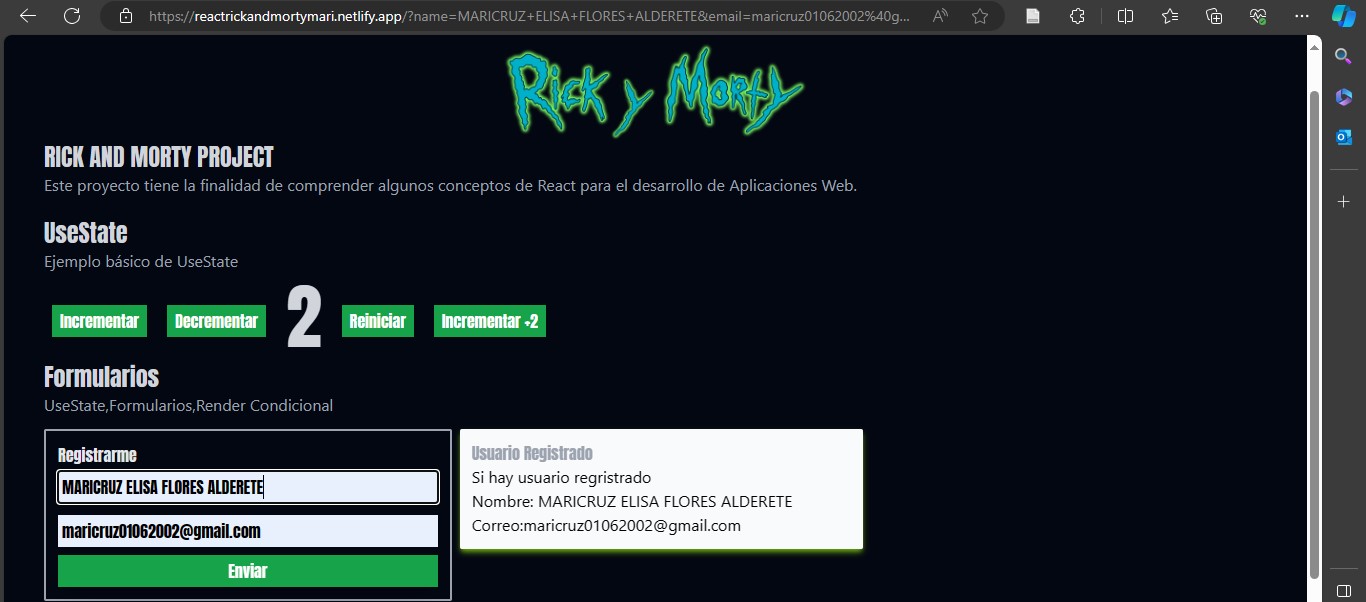 https://reactrickandmortymari.netlify.app/?name=MARICRUZ+ELISA+FLORES+ALDERETE&email=maricruz01062002%40g...
Rick y Morty
RICK AND MORTY PROJECT
Este proyecto tiene la finalidad de comprender algunos conceptos de React para el desarrollo de Aplicaciones Web.
UseState
Ejemplo básico de UseState
Incrementar Decrementar 2 Reiniciar Incrementar +2
Formularios
UseState,Formularios,Render Condicional
Registrarme
MARICRUZ ELISA FLORES ALDERETE
maricruz01062002@gmail.com
Enviar
Usuario Registrado
Si hay usuario regristrado
Nombre: MARICRUZ ELISA FLORES ALDERETE
Correo:maricruz01062002@gmail.com